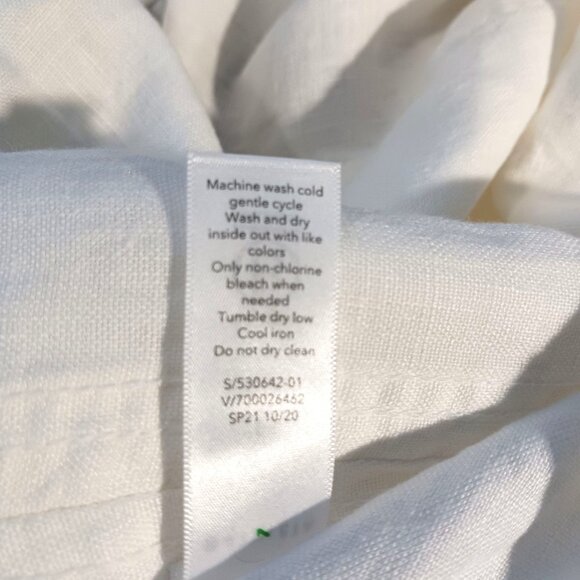 Machine wash cold
gentle cycle
Wash and dry
inside out with like
colors
Only non-chlorine
bleach when
needed
Tumble dry low
Cool iron
Do not dry clean
S/530642-01
V/700026462
SP21 10/20